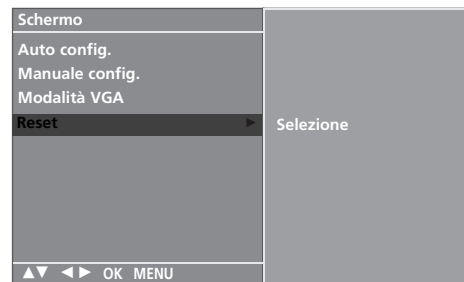 Schermo
Auto config.
Manuale config.
Modalità VGA
Reset ►
Selezione
▲▼ ◄► OK MENU